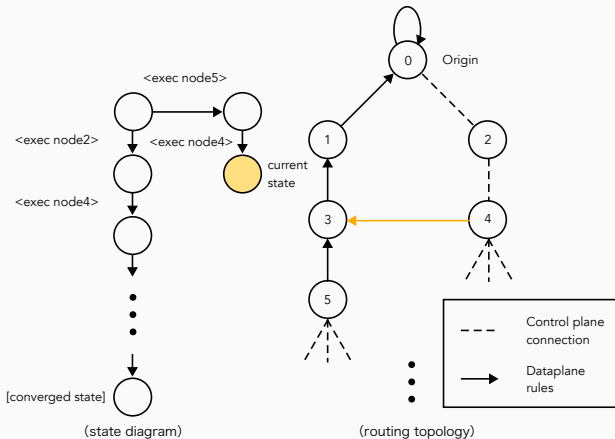 0
Origin
<exec node5>
<exec node2>
<exec node4>
current
state
1
2
<exec node4>
3
4
5
Control plane
connection
Dataplane
rules
[converged state]
(state diagram)
(routing topology)